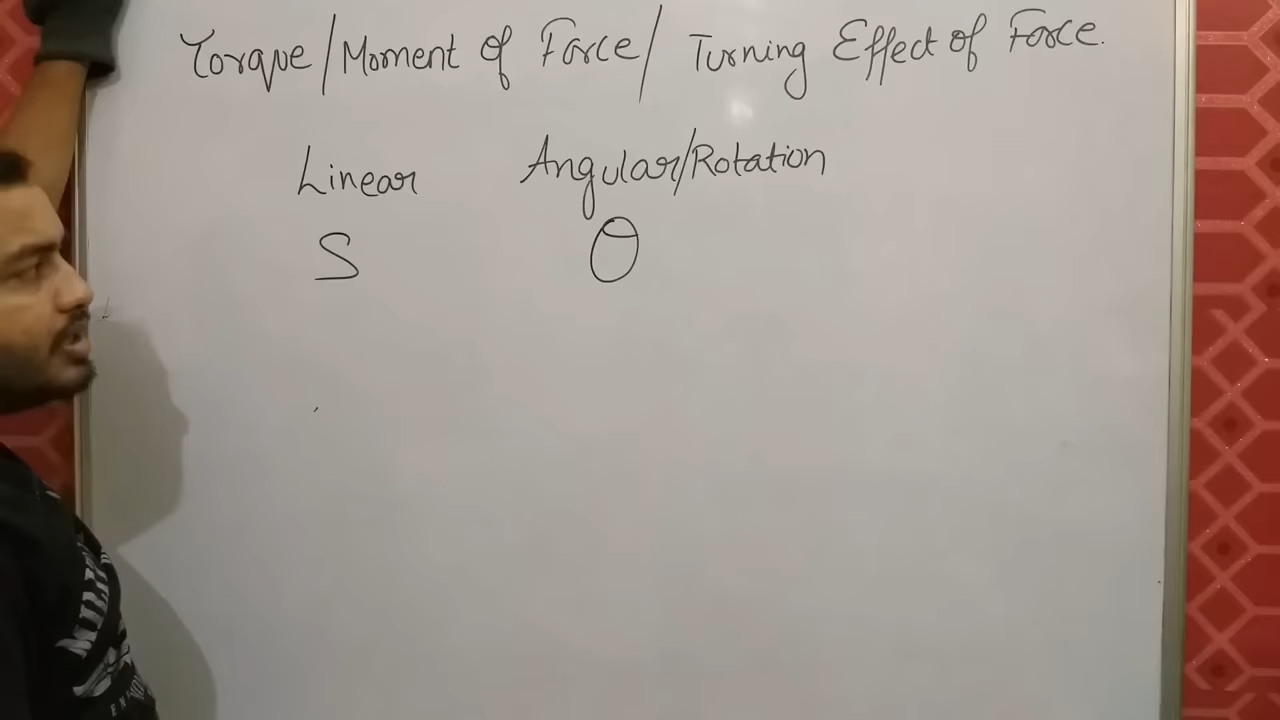 Torque/Moment of Force/ Turning Effect of Force.
Linear Angular/Rotation
S θ